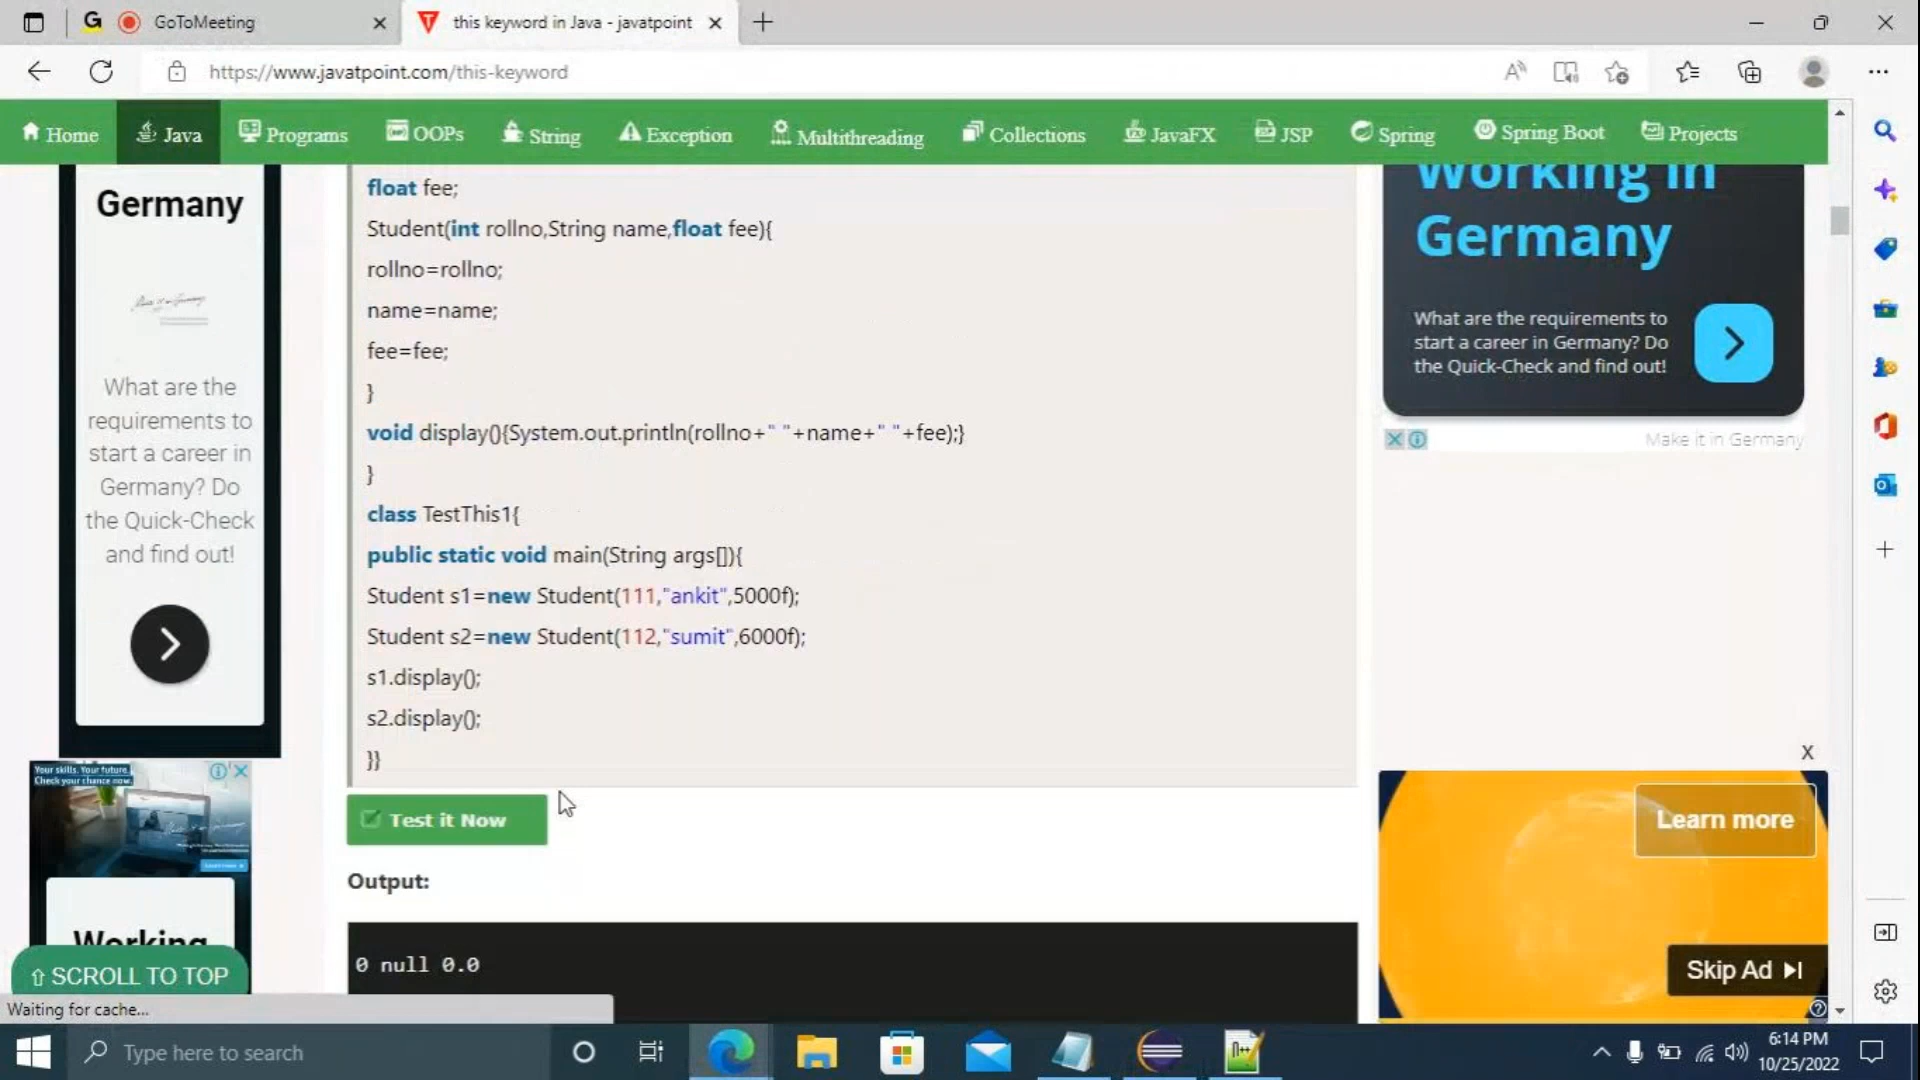 GoToMeeting
this keyword in Java - javatpoint
https://www.javatpoint.com/this-keyword
Home
Java
Programs
OOPs
String
Exception
Multithreading
Collections
JavaFX
JSP
Spring
Spring Boot
Projects
Germany
What are the
requirements to
start a career in
Germany? Do
the Quick-Check
and find out!
Your skills. Your future.
Check your chance now.
Working
⇧ SCROLL TO TOP
Waiting for cache...
float fee;
Student(int rollno,String name,float fee){
rollno=rollno;
name=name;
fee=fee;
}
void display(){System.out.println(rollno+" "+name+" "+fee);}
}
class TestThis1{
public static void main(String args[]){
Student s1=new Student(111,"ankit",5000f);
Student s2=new Student(112,"sumit",6000f);
s1.display();
s2.display();
}}
Test it Now
Output:
0 null 0.0
Working in
Germany
What are the requirements to
start a career in Germany? Do
the Quick-Check and find out!
Make it in Germany
X
Learn more
Skip Ad
Type here to search
6:14 PM
10/25/2022